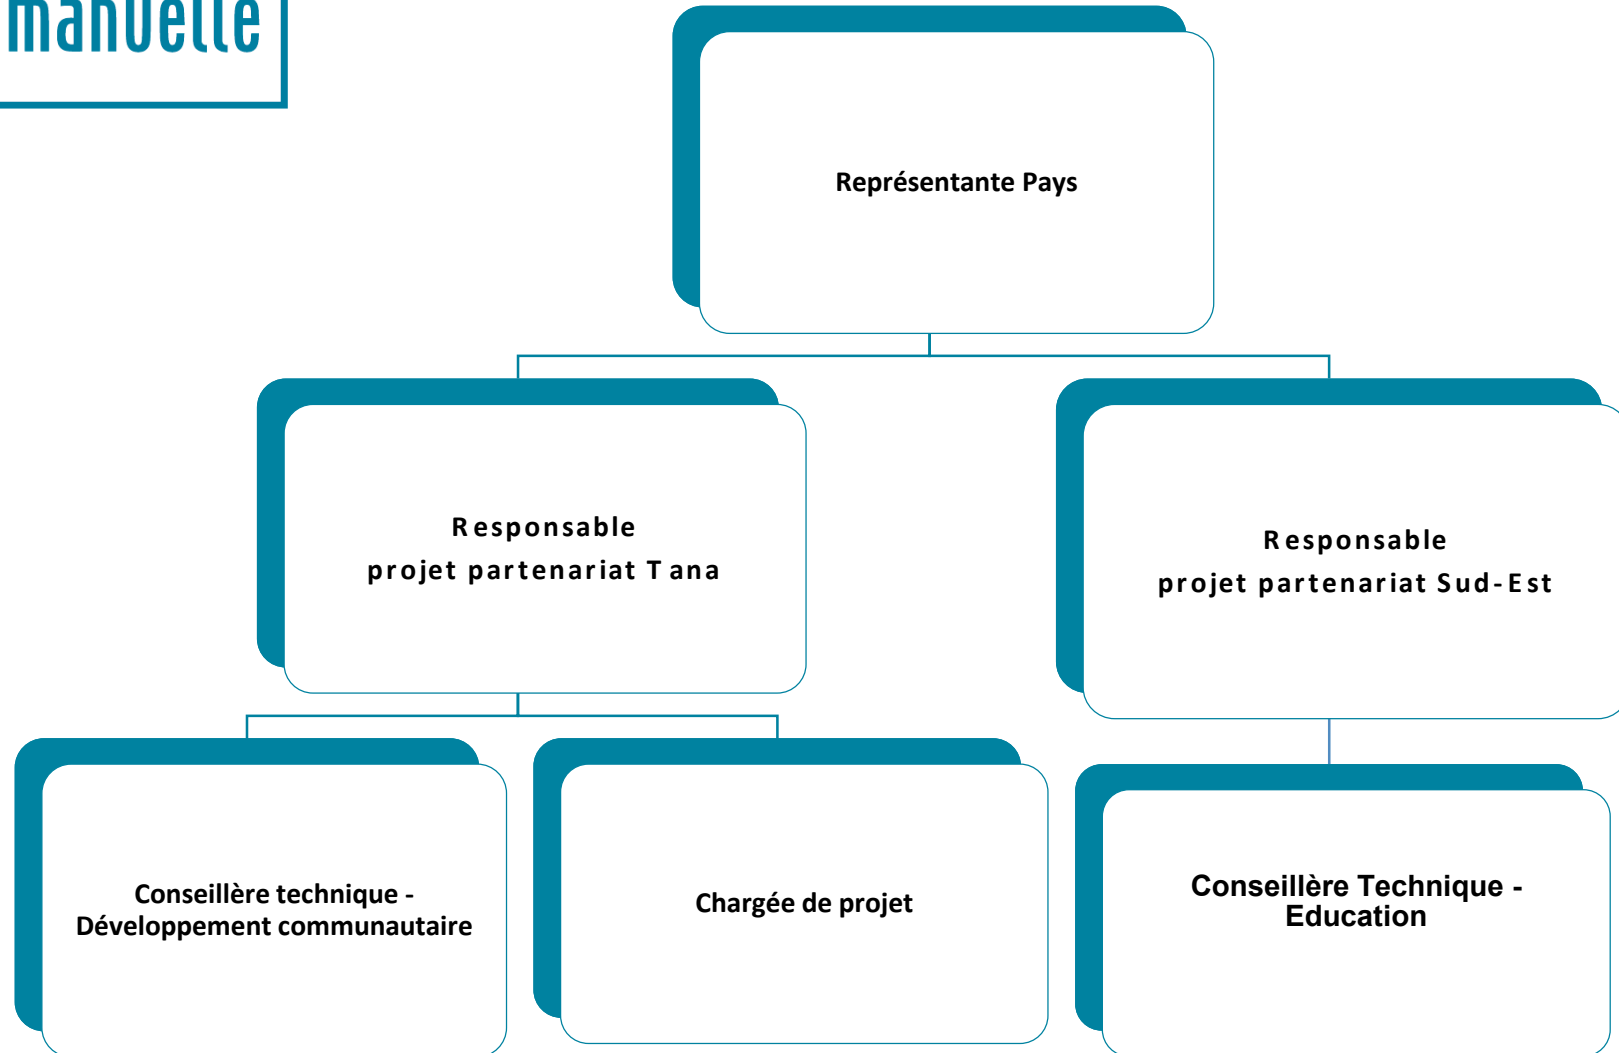 manuelle
Représentante Pays
Responsable
projet partenariat Tana
Responsable
projet partenariat Sud-Est
Conseillère technique -
Développement communautaire
Chargée de projet
Conseillère Technique -
Education